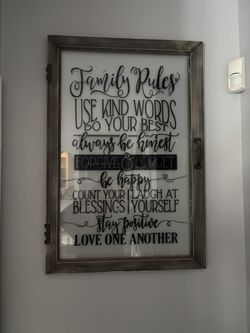 Family Rules
USE KIND WORDS
DO YOUR BEST
always be honest
FORGIVE & FORGET
be happy
COUNT YOUR BLESSINGS
LAUGH AT YOURSELF
stay positive
LOVE ONE ANOTHER